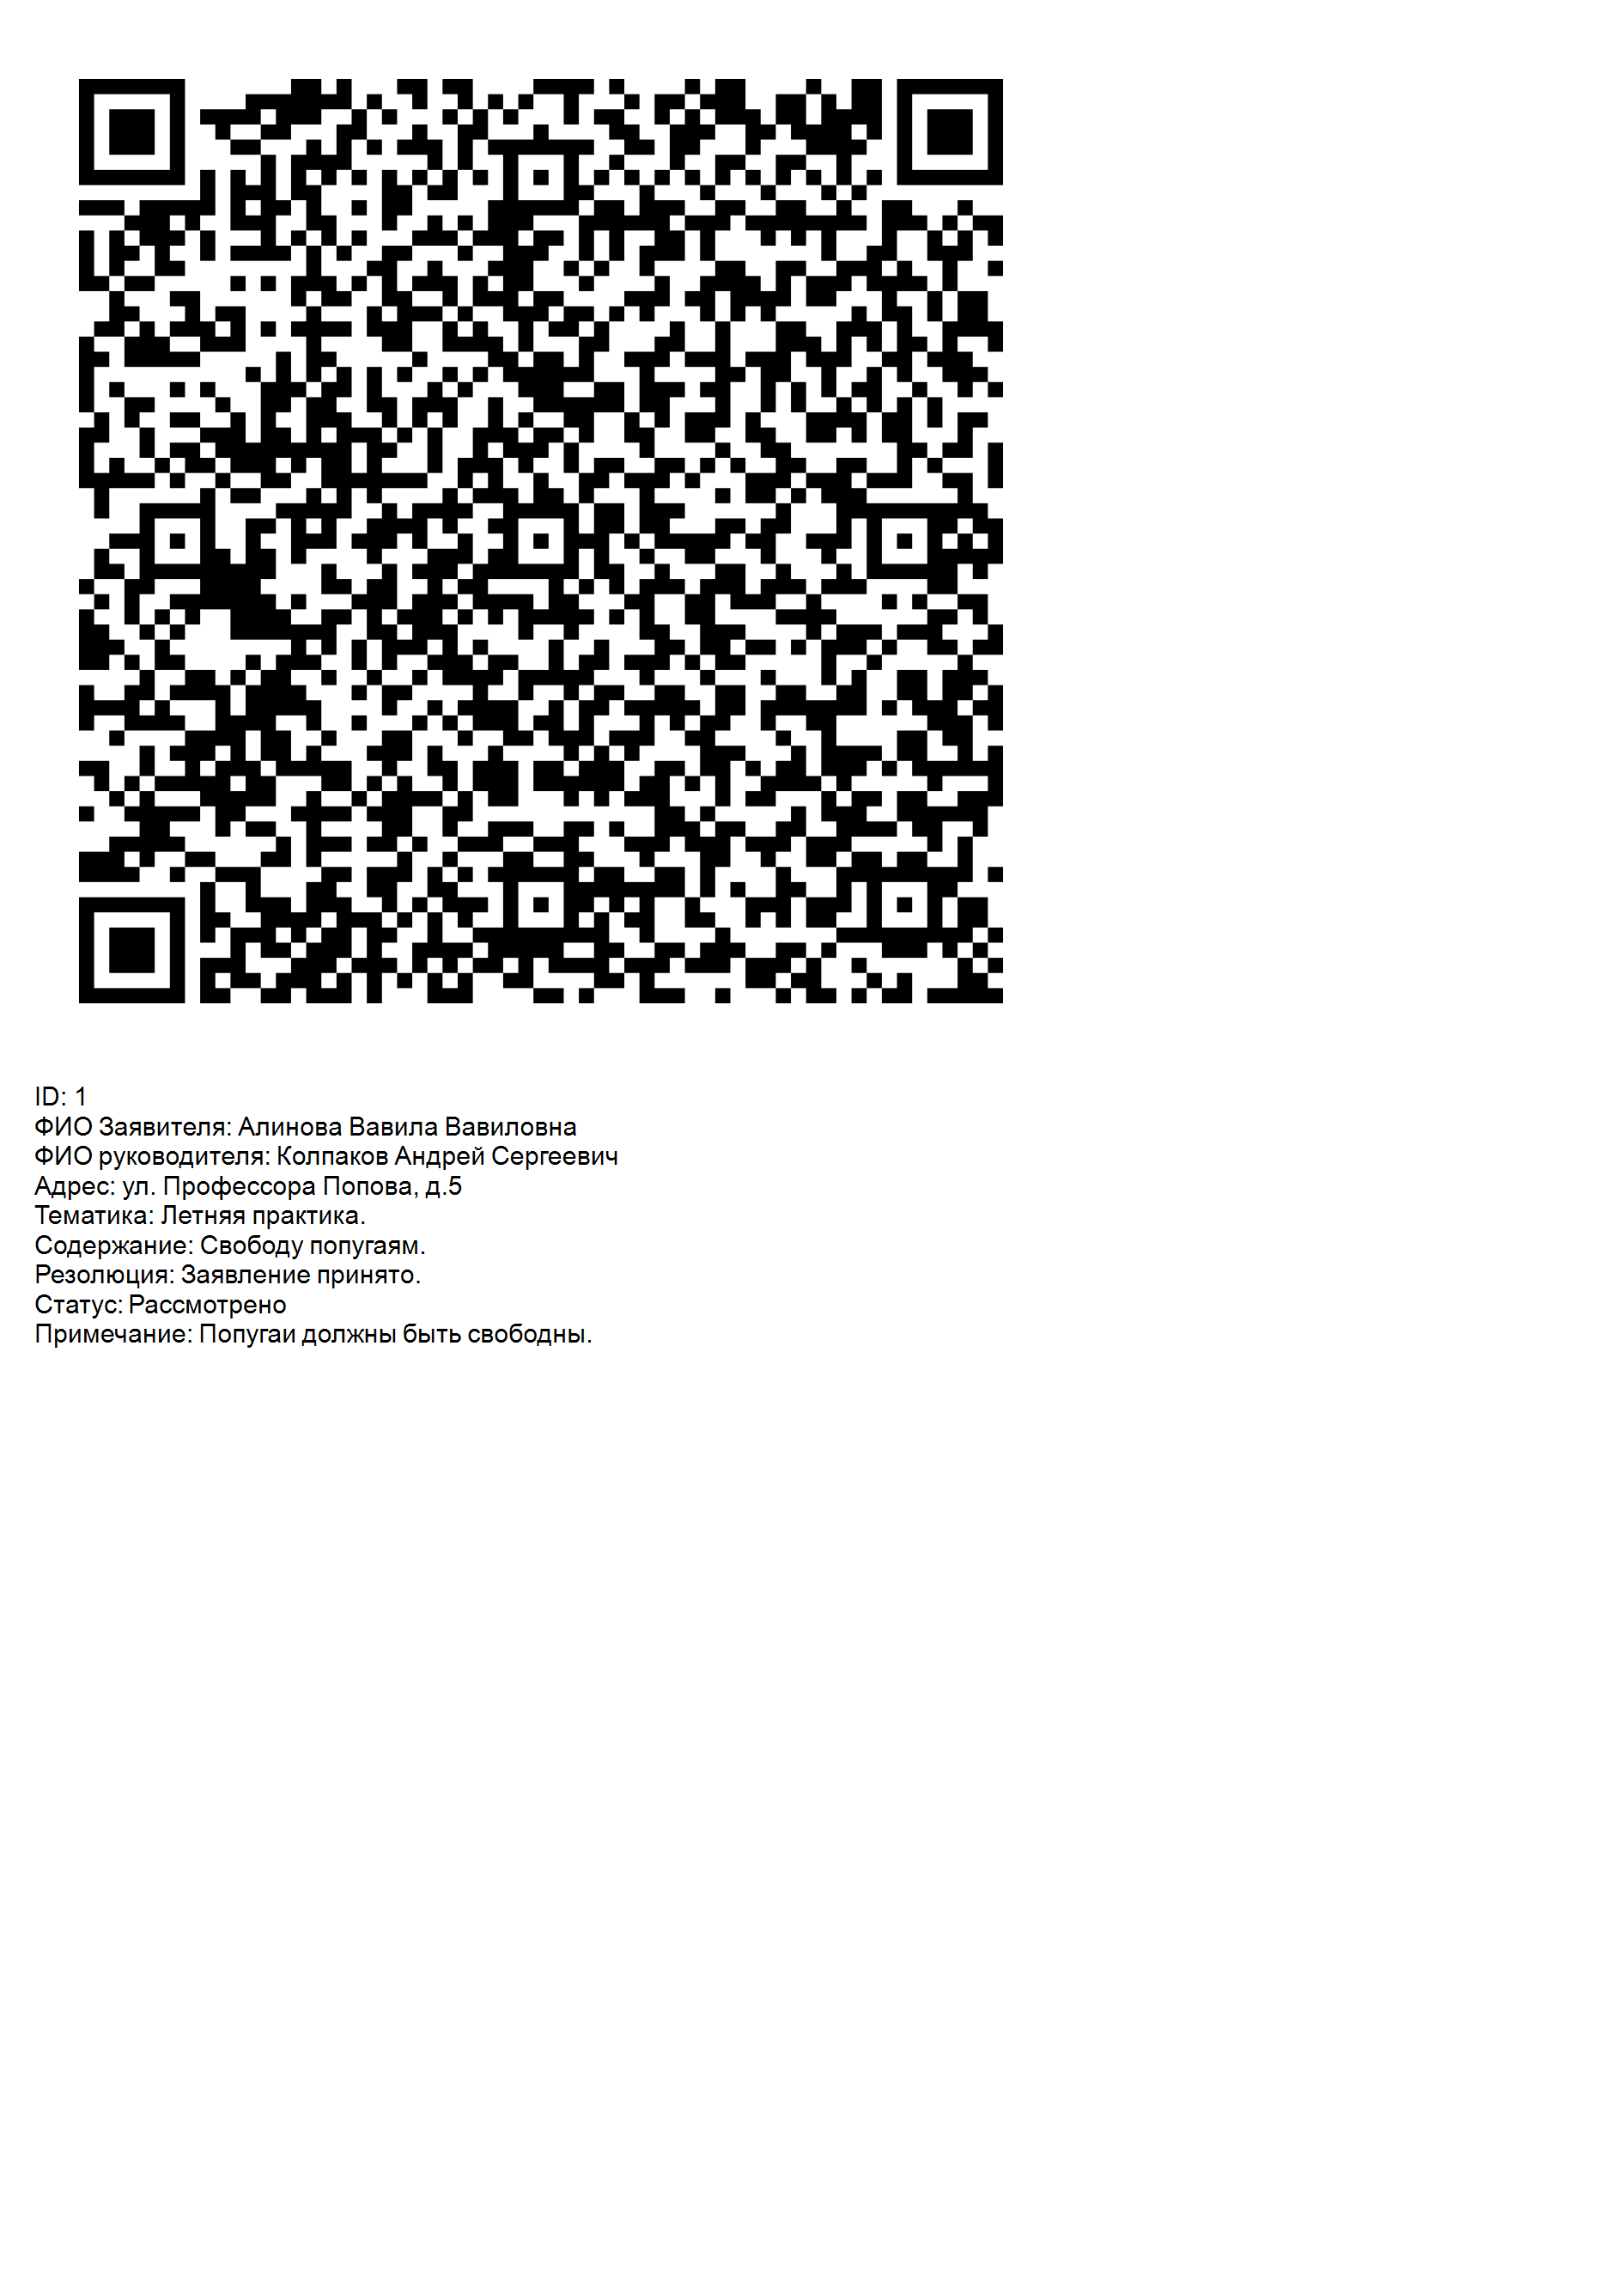 ID: 1
ФИО Заявителя: Алинова Вавила Вавиловна
ФИО руководителя: Колпаков Андрей Сергеевич
Адрес: ул. Профессора Попова, д.5
Тематика: Летняя практика.
Содержание: Свободу попугаям.
Резолюция: Заявление принято.
Статус: Рассмотрено
Примечание: Попугаи должны быть свободны.